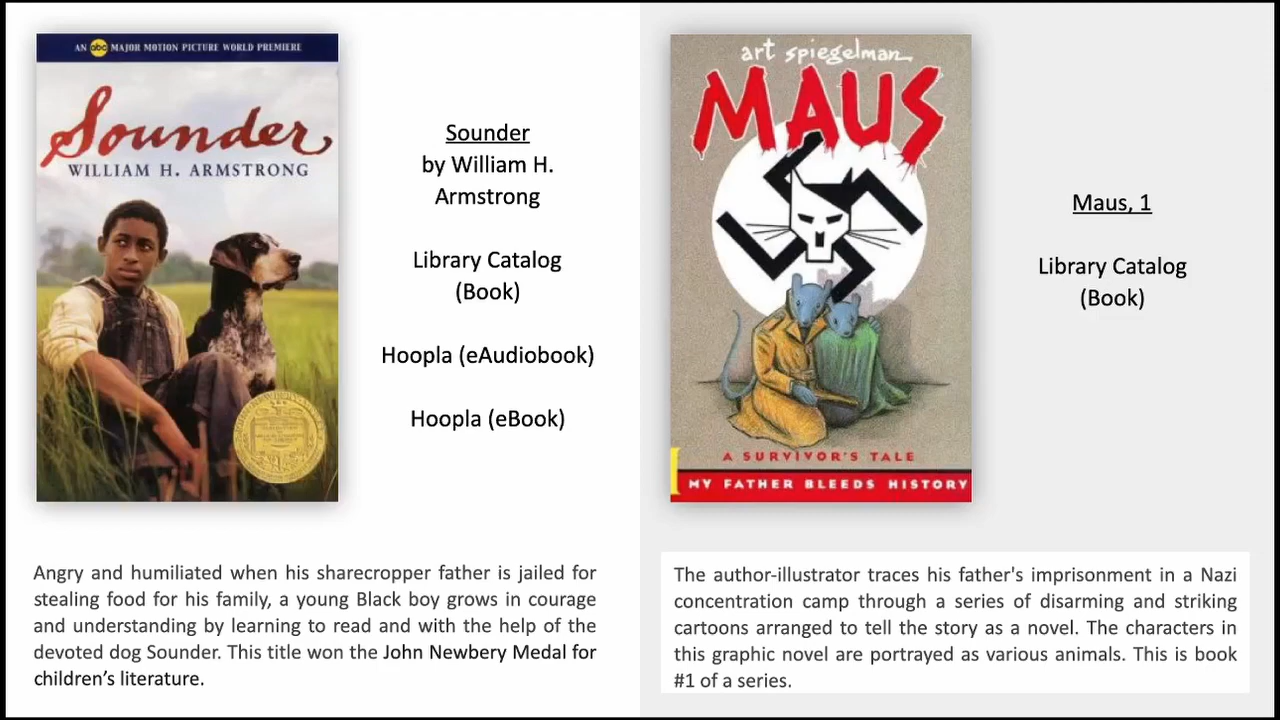 AN abc MAJOR MOTION PICTURE WORLD PREMIERE
Sounder
WILLIAM H. ARMSTRONG
Sounder
by William H.
Armstrong
Library Catalog
(Book)
Hoopla (eAudiobook)
Hoopla (eBook)
Angry and humiliated when his sharecropper father is jailed for
stealing food for his family, a young Black boy grows in courage
and understanding by learning to read and with the help of the
devoted dog Sounder. This title won the John Newbery Medal for
children’s literature.
art spiegelman
MAUS
A SURVIVOR'S TALE
I
MY FATHER BLEEDS HISTORY
Maus, 1
Library Catalog
(Book)
The author-illustrator traces his father's imprisonment in a Nazi
concentration camp through a series of disarming and striking
cartoons arranged to tell the story as a novel. The characters in
this graphic novel are portrayed as various animals. This is book
#1 of a series.